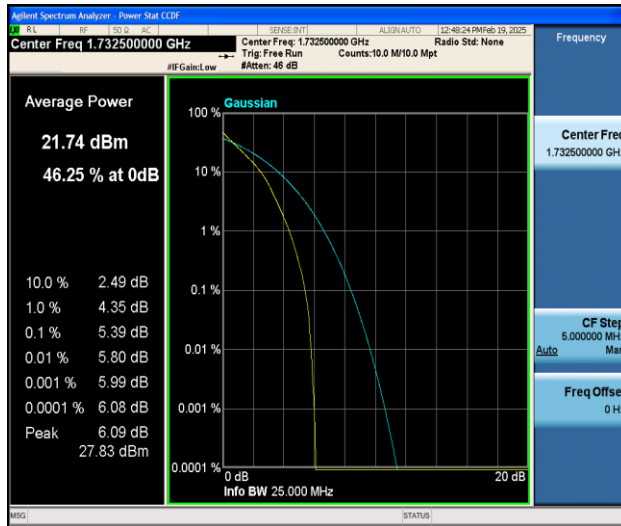 Agilent Spectrum Analyzer - Power Stat CCDF
RL RF 50 Ω AC SENSE:INT ALIGN AUTO 12:48:24 PM Feb 19, 2025
Center Freq 1.732500000 GHz
Center Freq: 1.732500000 GHz Radio Std: None
Trig: Free Run Counts:10.0 M/10.0 Mpt
#IFGain:Low #Atten: 46 dB
Frequency
Average Power
21.74 dBm
46.25 % at 0dB
10.0 % 2.49 dB
1.0 % 4.35 dB
0.1 % 5.39 dB
0.01 % 5.80 dB
0.001 % 5.99 dB
0.0001 % 6.08 dB
Peak 6.09 dB
27.83 dBm
Gaussian
100 %
10 %
1 %
0.1 %
0.01 %
0.001 %
0.0001 %
0 dB 20 dB
Info BW 25.000 MHz
Center Fre
1.732500000 GH
CF Step
5.000000 MH
Auto Man
Freq Offse
0 H
MSG STATUS